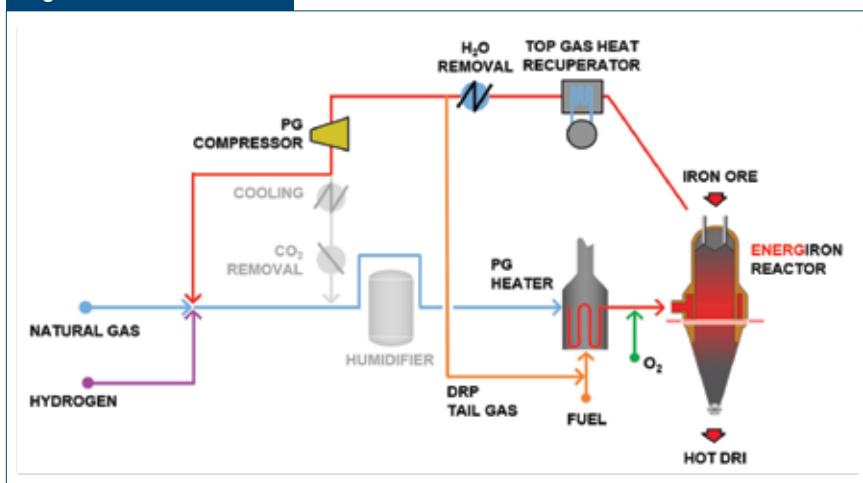 H₂O
REMOVAL
TOP GAS HEAT
RECUPERATOR
PG
COMPRESSOR
COOLING
IRON ORE
CO₂
REMOVAL
PG
HEATER
ENERGIRON
REACTOR
NATURAL GAS
HUMIDIFIER
O₂
HYDROGEN
DRP
TAIL GAS
FUEL
HOT DRI